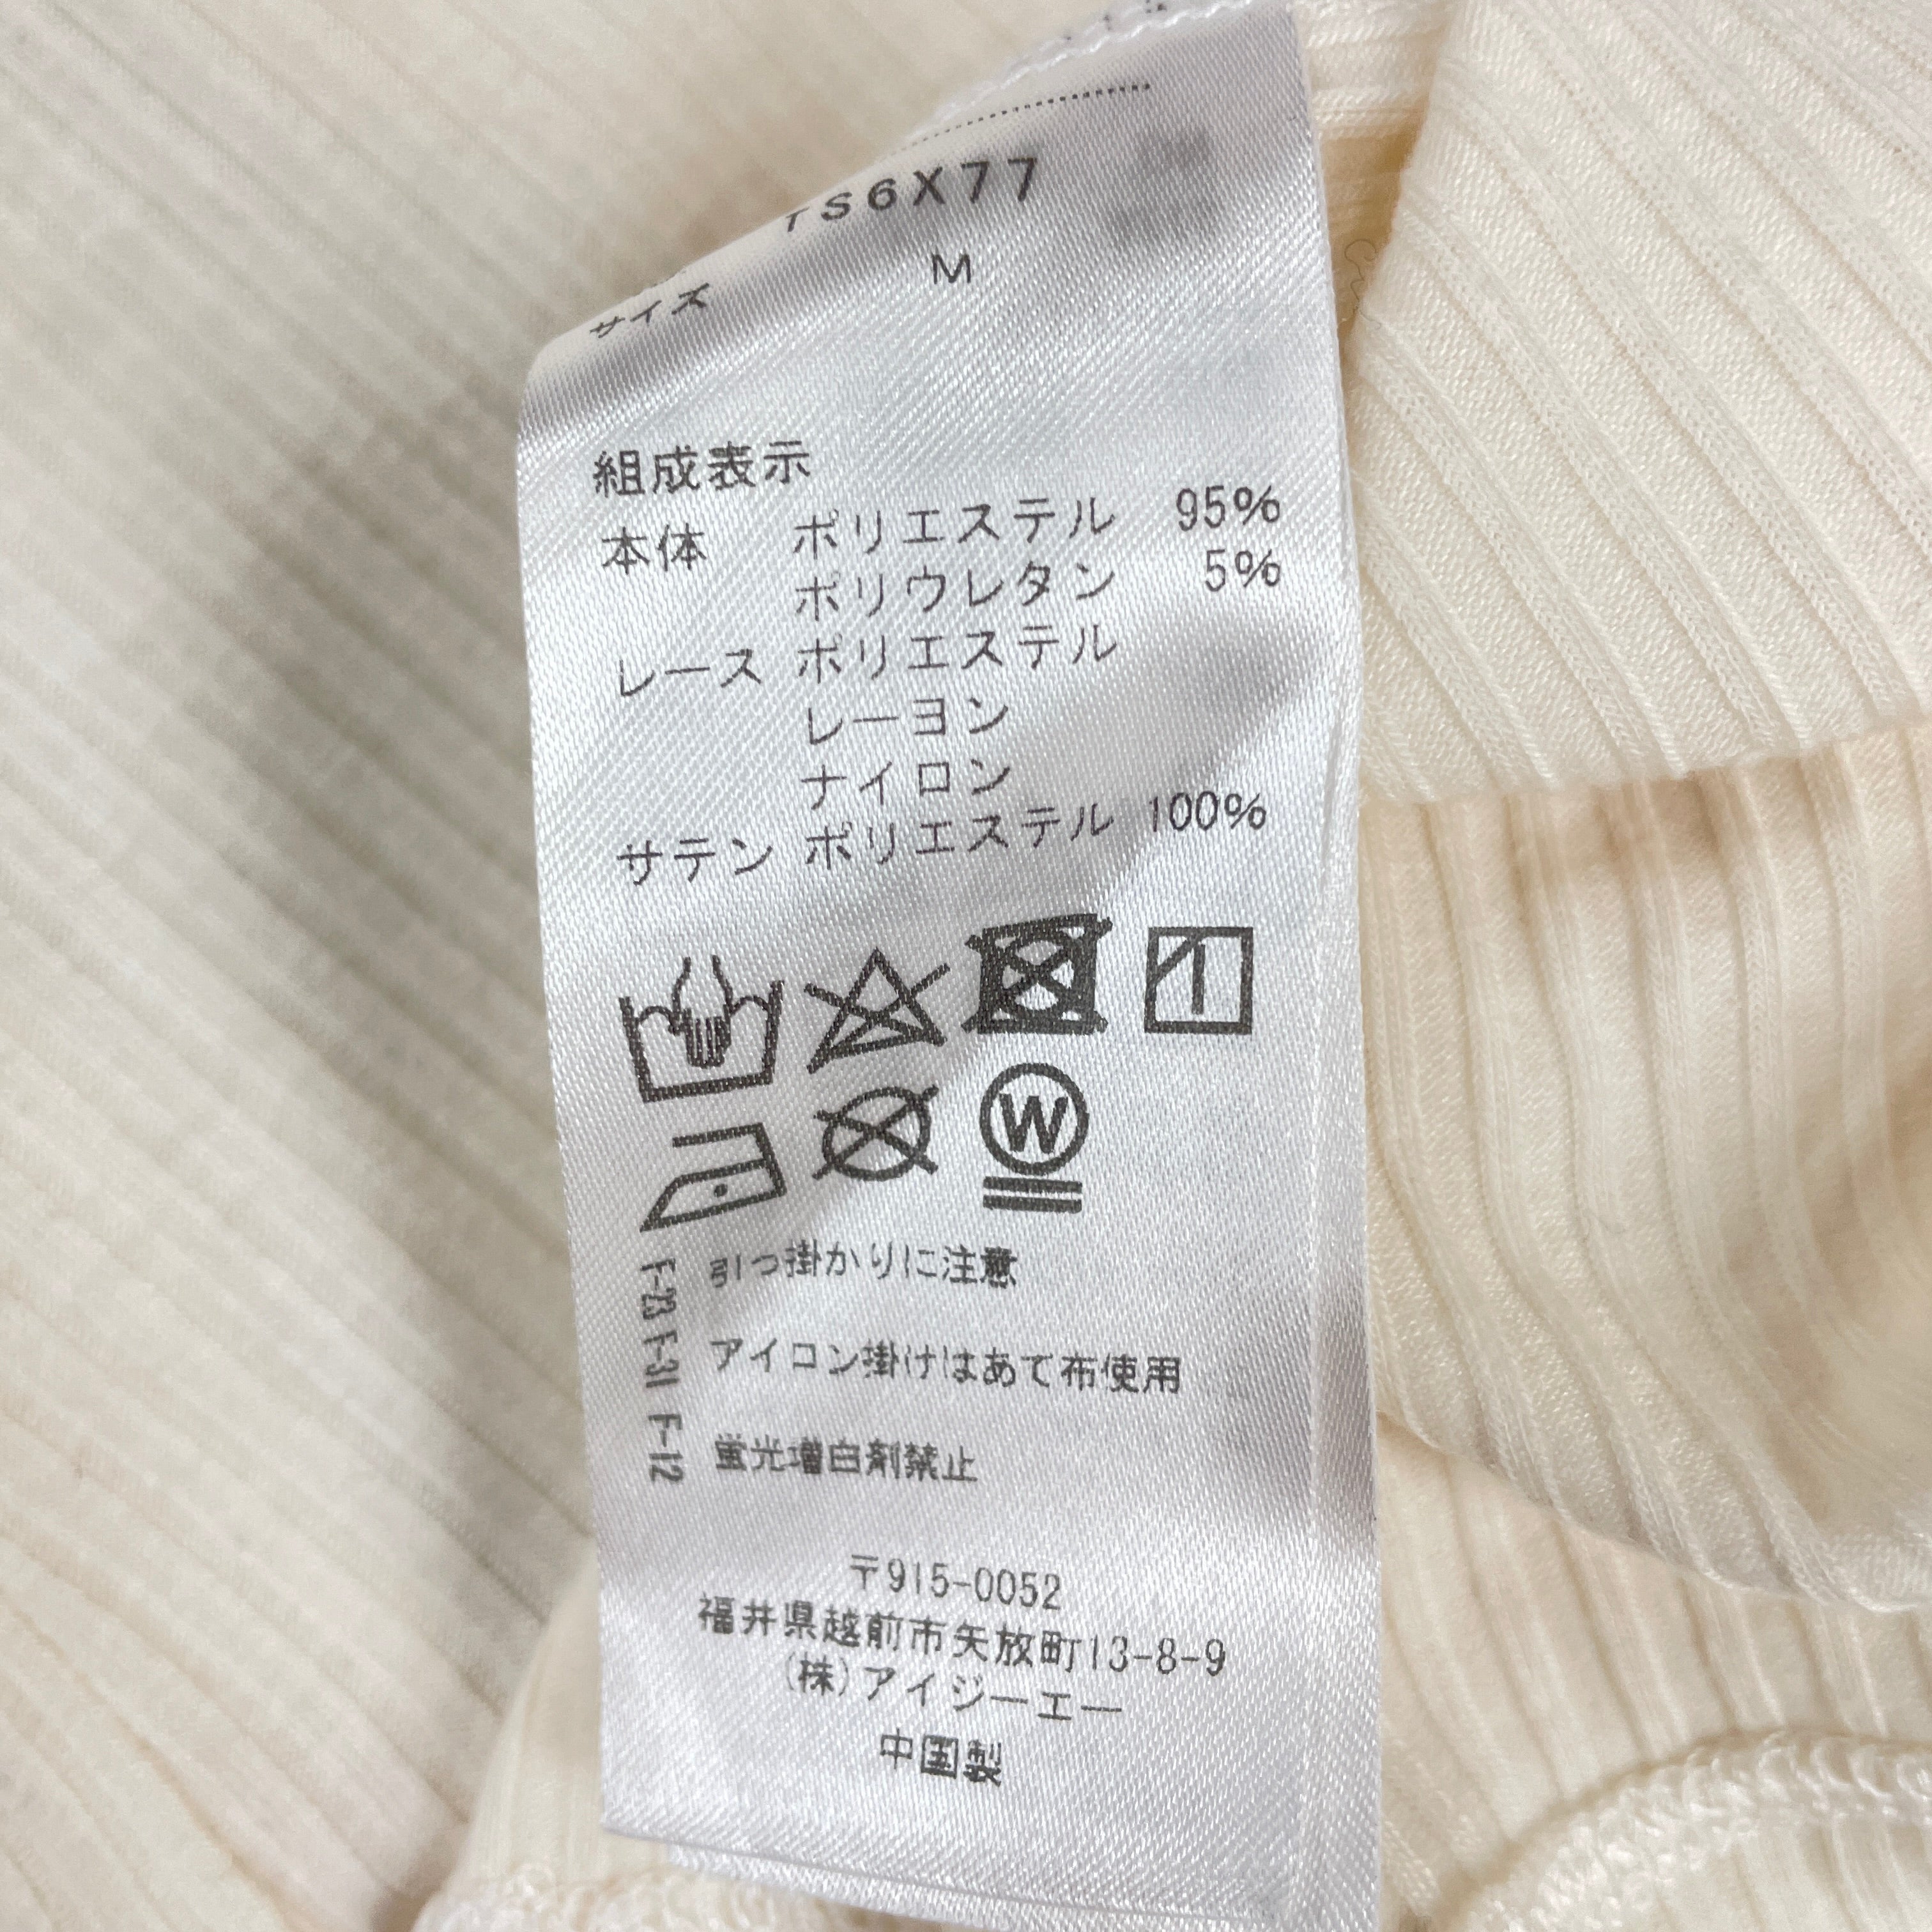 TS6X77
サイズ M
組成表示
本体 ポリエステル 95%
ポリウレタン 5%
レース ポリエステル
レーヨン
ナイロン
サテン ポリエステル 100%
W
F-23 F-31 F-12
引っ掛かりに注意
アイロン掛けはあて布使用
蛍光増白剤禁止
〒915-0052
福井県越前市矢放町13-8-9
(株)アイジーエー
中国製